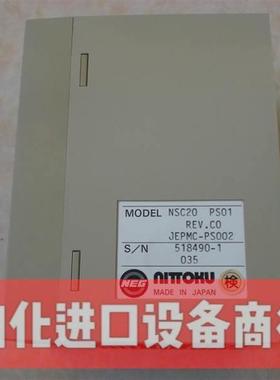 MODEL NSC20 PS01
REV.C0
JEPMC-PS002
S/N 518490-1
035
NEG NITTOKU 検
MADE IN JAPAN
化进口设备商